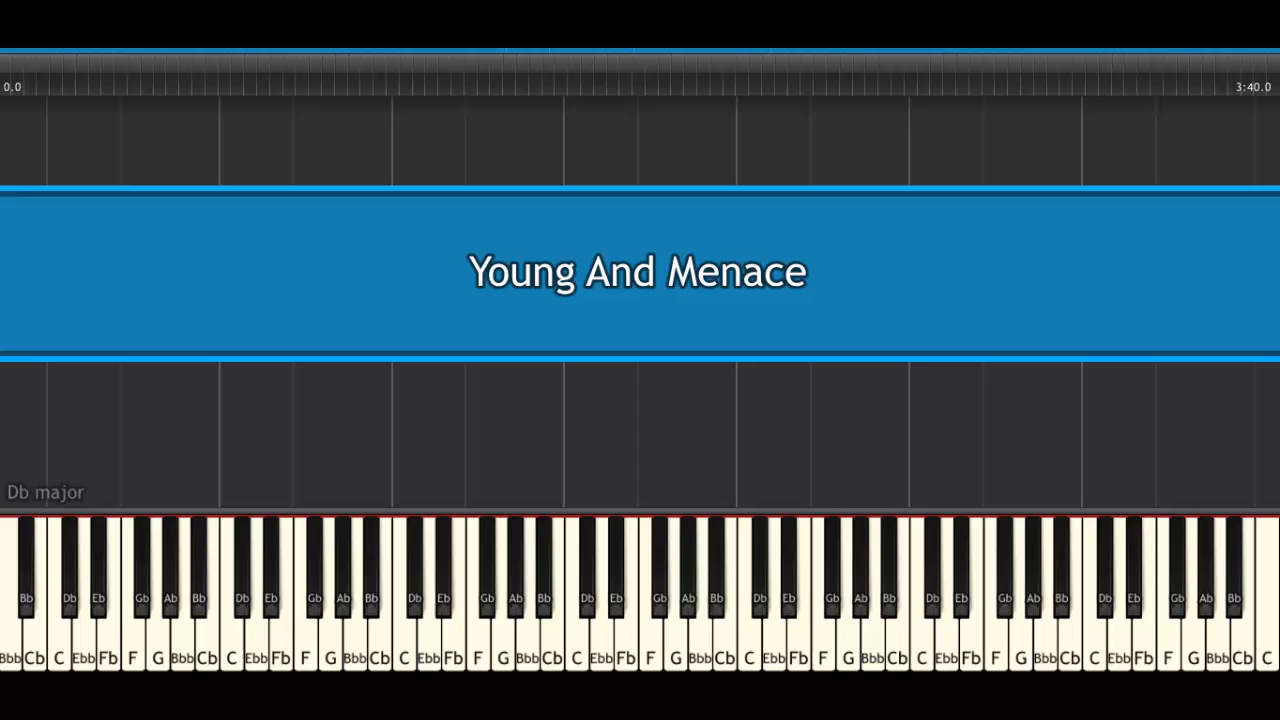 0.0 3:40.0
Young And Menace
Db major
Bb Db Eb Gb Ab Bb Db Eb Gb Ab Bb Db Eb Gb Ab Bb Db Eb Gb Ab Bb Db Eb Gb Ab Bb Db Eb Gb Ab Bb Db Eb Gb Ab Bb
Bbb Cb C Ebb Fb F G Bbb Cb C Ebb Fb F G Bbb Cb C Ebb Fb F G Bbb Cb C Ebb Fb F G Bbb Cb C Ebb Fb F G Bbb Cb C Ebb Fb F G Bbb Cb C Ebb Fb F G Bbb Cb C